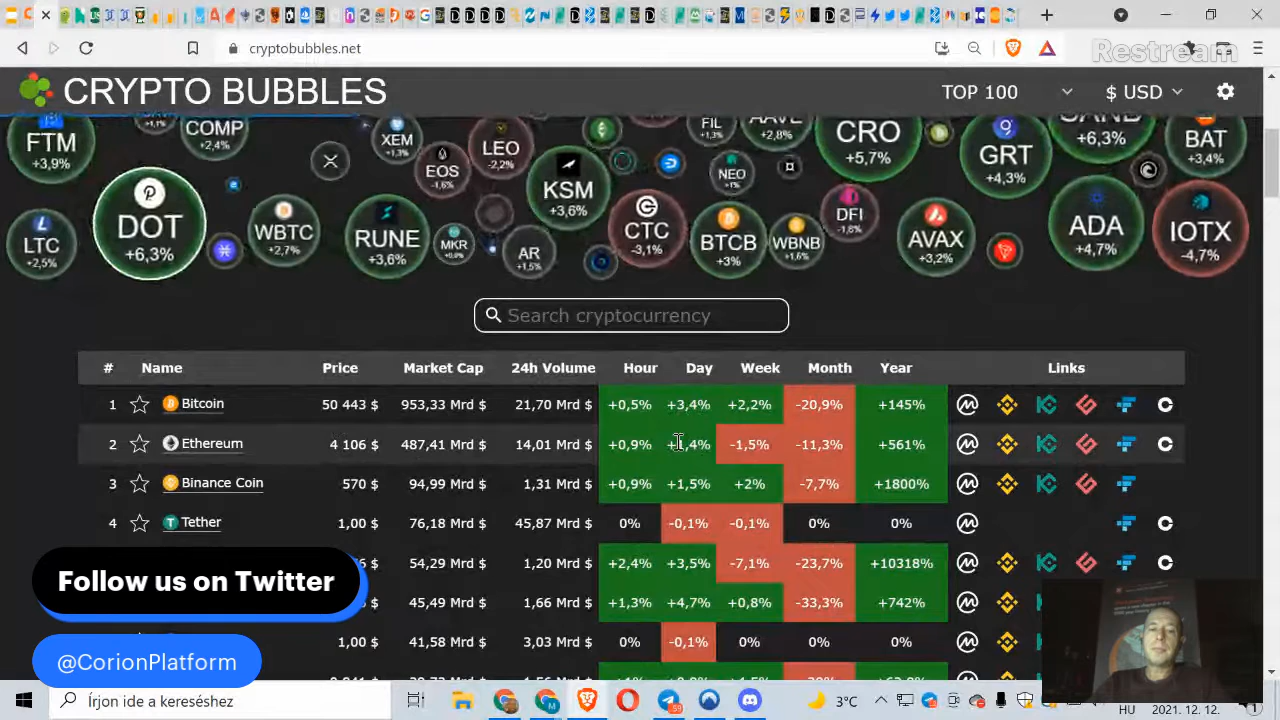 cryptobubbles.net
Restream
CRYPTO BUBBLES
TOP 100
$ USD
FTM
+3,9%
COMP
+2,4%
XEM
+1,3%
EOS
-1,6%
LEO
-2,2%
KSM
+3,6%
FIL
+1,3%
AAVE
+2,8%
NEO
+1%
CRO
+5,7%
GRT
+4,3%
SAND
+6,3%
BAT
+3,4%
DOT
+6,3%
LTC
+2,5%
WBTC
+2,7%
RUNE
+3,6%
MKR
+0,9%
AR
+1,5%
CTC
-3,1%
BTCB
+3%
WBNB
+1,6%
DFI
-1,8%
AVAX
+3,2%
ADA
+4,7%
IOTX
-4,7%
Search cryptocurrency
# Name Price Market Cap 24h Volume Hour Day Week Month Year Links
1 Bitcoin 50 443 $ 953,33 Mrd $ 21,70 Mrd $ +0,5% +3,4% +2,2% -20,9% +145%
2 Ethereum 4 106 $ 487,41 Mrd $ 14,01 Mrd $ +0,9% -1,5% -11,3% +561%
3 Binance Coin 570 $ 94,99 Mrd $ 1,31 Mrd $ +0,9% +1,5% +2% -7,7% +1800%
4 Tether 1,00 $ 76,18 Mrd $ 45,87 Mrd $ 0% -0,1% -0,1% 0% 0%
54,29 Mrd $ 1,20 Mrd $ +2,4% +3,5% -7,1% -23,7% +10318%
45,49 Mrd $ 1,66 Mrd $ +1,3% +4,7% +0,8% -33,3% +742%
1,00 $ 41,58 Mrd $ 3,03 Mrd $ 0% -0,1% 0% 0% 0%
Follow us on Twitter
@CorionPlatform
Írjon ide a kereséshez
59
3°C
HU
2021. 12. 12.